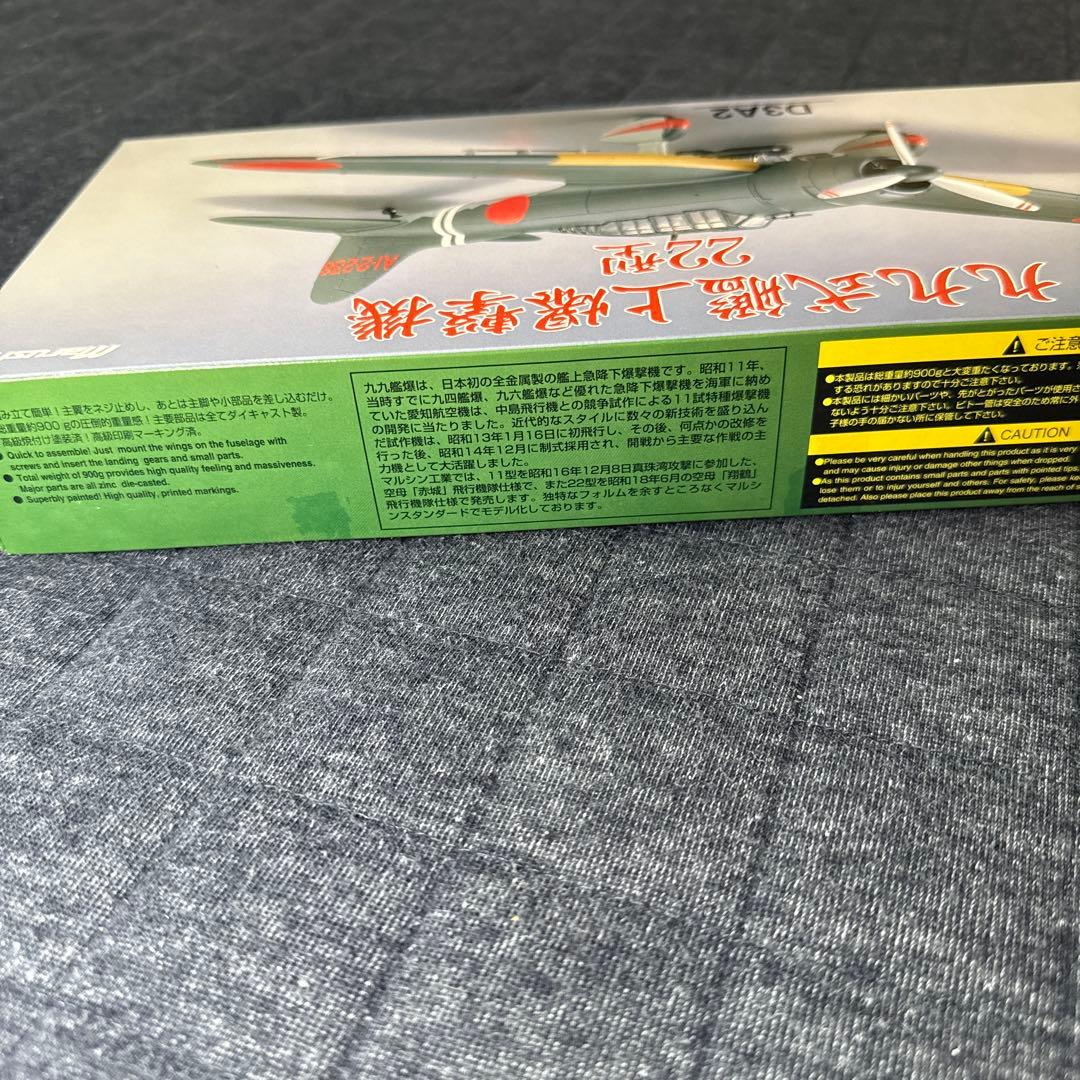 D3A2
九九式艦上爆撃機
22型
AI-2238
Marushi
み立て簡単！主翼をネジ止めし、あとは主脚や小部品を差し込むだけ。
総重量約900gの圧倒的重量感！主要部品は全てダイキャスト製。
高級焼付け塗装済！高級印刷マーキング済。
● Quick to assemble! Just mount the wings on the fuselage with
screws and insert the landing gears and small parts.
● Total weight of 900g provides high quality feeling and massiveness.
Major parts are all zinc die-casted.
● Superbly painted! High quality, printed markings.
九九艦爆は、日本初の全金属製の艦上急降下爆撃機です。昭和11年、
当時すでに九四艦爆、九六艦爆など優れた急降下爆撃機を海軍に納め
ていた愛知航空機は、中島飛行機との競争試作による11試特種爆撃機
の開発に当たりました。近代的なスタイルに数々の新技術を盛り込ん
だ試作機は、昭和13年1月16日に初飛行し、その後、何点かの改修を
行った後、昭和14年12月に制式採用され、開戦から主要な作戦の主
力機として大活躍しました。
マルシン工業では、11型を昭和16年12月8日真珠湾攻撃に参加した、
空母「赤城」飛行機隊仕様で、また22型を昭和18年6月の空母「翔鶴」
飛行機隊仕様で発売します。独特なフォルムを示すところなくマルシ
ンスタンダードでモデル化しております。
ご注意
●本製品は総重量約900gと大変重たくなっております。
する恐れがありますので十分ご注意下さい。
●本製品には細かいパーツや、先がとがったパーツが使用さ
ないよう十分ご注意下さい。ピトー管は安全のため常に外
子様の手の届かない所に保管して下さい。
CAUTION
●Please be very careful when handling this product as it is very
and may cause injury or damage other things when dropped.
●As this product contains small parts and parts with pointed tips,
lose them or to injur yourself and others. For safety, please kee
detached. Also please place this product away from the reach of s